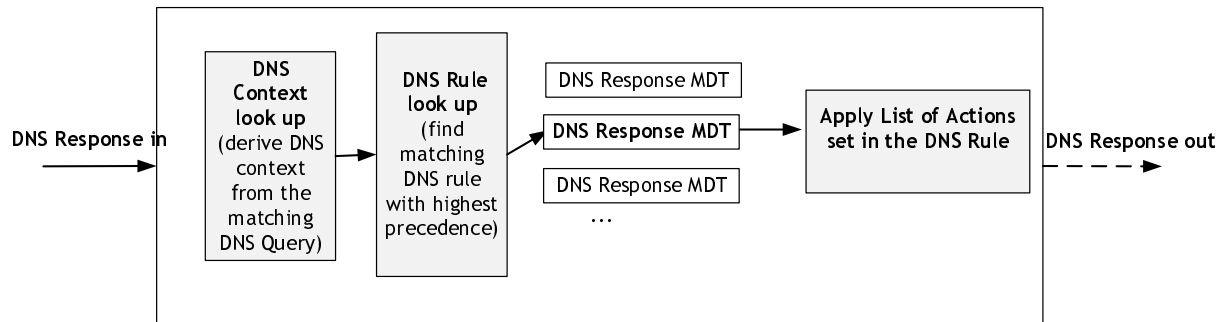 DNS Response in
DNS
Context
look up
(derive DNS
context
from the
matching
DNS Query)
DNS Rule
look up
(find
matching
DNS rule
with highest
precedence)
DNS Response MDT
DNS Response MDT
DNS Response MDT
...
Apply List of Actions
set in the DNS Rule
DNS Response out